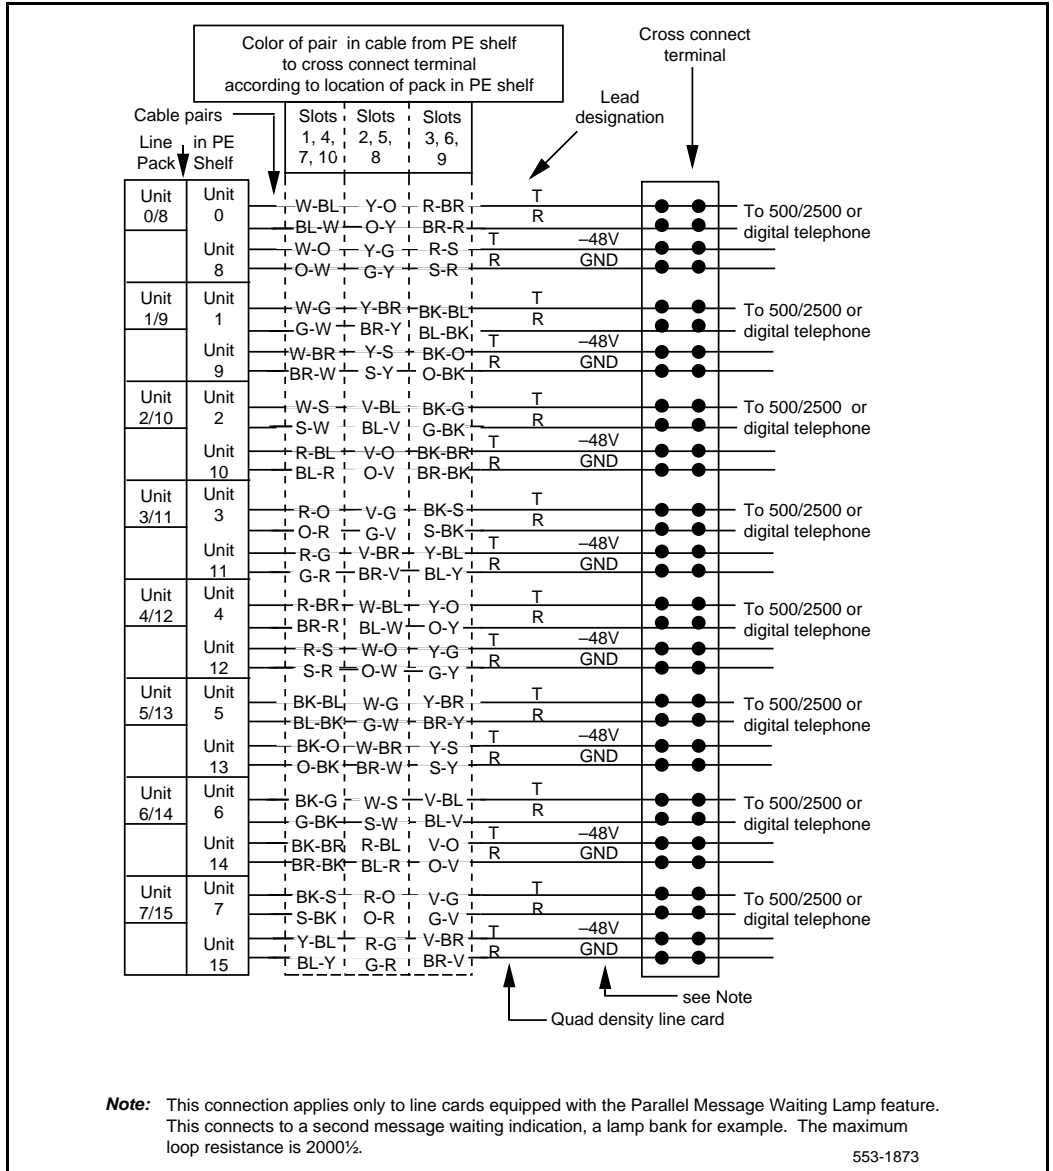 Color of pair in cable from PE shelf
to cross connect terminal
according to location of pack in PE shelf
Cross connect
terminal
Lead
designation
Cable pairs
Line Pack
in PE Shelf
Slots 1, 4, 7, 10
Slots 2, 5, 8
Slots 3, 6, 9
Unit 0/8 Unit 0 W-BL Y-O R-BR T To 500/2500 or
BL-W O-Y BR-R R digital telephone
Unit 8 W-O Y-G R-S T –48V
O-W G-Y S-R R GND
Unit 1/9 Unit 1 W-G Y-BR BK-BL T To 500/2500 or
G-W BR-Y BL-BK R digital telephone
Unit 9 W-BR Y-S BK-O T –48V
BR-W S-Y O-BK R GND
Unit 2/10 Unit 2 W-S V-BL BK-G T To 500/2500 or
S-W BL-V G-BK R digital telephone
Unit 10 R-BL V-O BK-BR T –48V
BL-R O-V BR-BK R GND
Unit 3/11 Unit 3 R-O V-G BK-S T To 500/2500 or
O-R G-V S-BK R digital telephone
Unit 11 R-G V-BR Y-BL T –48V
G-R BR-V BL-Y R GND
Unit 4/12 Unit 4 R-BR W-BL Y-O T To 500/2500 or
BR-R BL-W O-Y R digital telephone
Unit 12 R-S W-O Y-G T –48V
S-R O-W G-Y R GND
Unit 5/13 Unit 5 BK-BL W-G Y-BR T To 500/2500 or
BL-BK G-W BR-Y R digital telephone
Unit 13 BK-O W-BR Y-S T –48V
O-BK BR-W S-Y R GND
Unit 6/14 Unit 6 BK-G W-S V-BL T To 500/2500 or
G-BK S-W BL-V R digital telephone
Unit 14 BK-BR R-BL V-O T –48V
BR-BK BL-R O-V R GND
Unit 7/15 Unit 7 BK-S R-O V-G T To 500/2500 or
S-BK O-R G-V R digital telephone
Unit 15 Y-BL R-G V-BR T –48V
BL-Y G-R BR-V R GND
see Note
Quad density line card
Note: This connection applies only to line cards equipped with the Parallel Message Waiting Lamp feature.
This connects to a second message waiting indication, a lamp bank for example. The maximum
loop resistance is 2000½.
553-1873